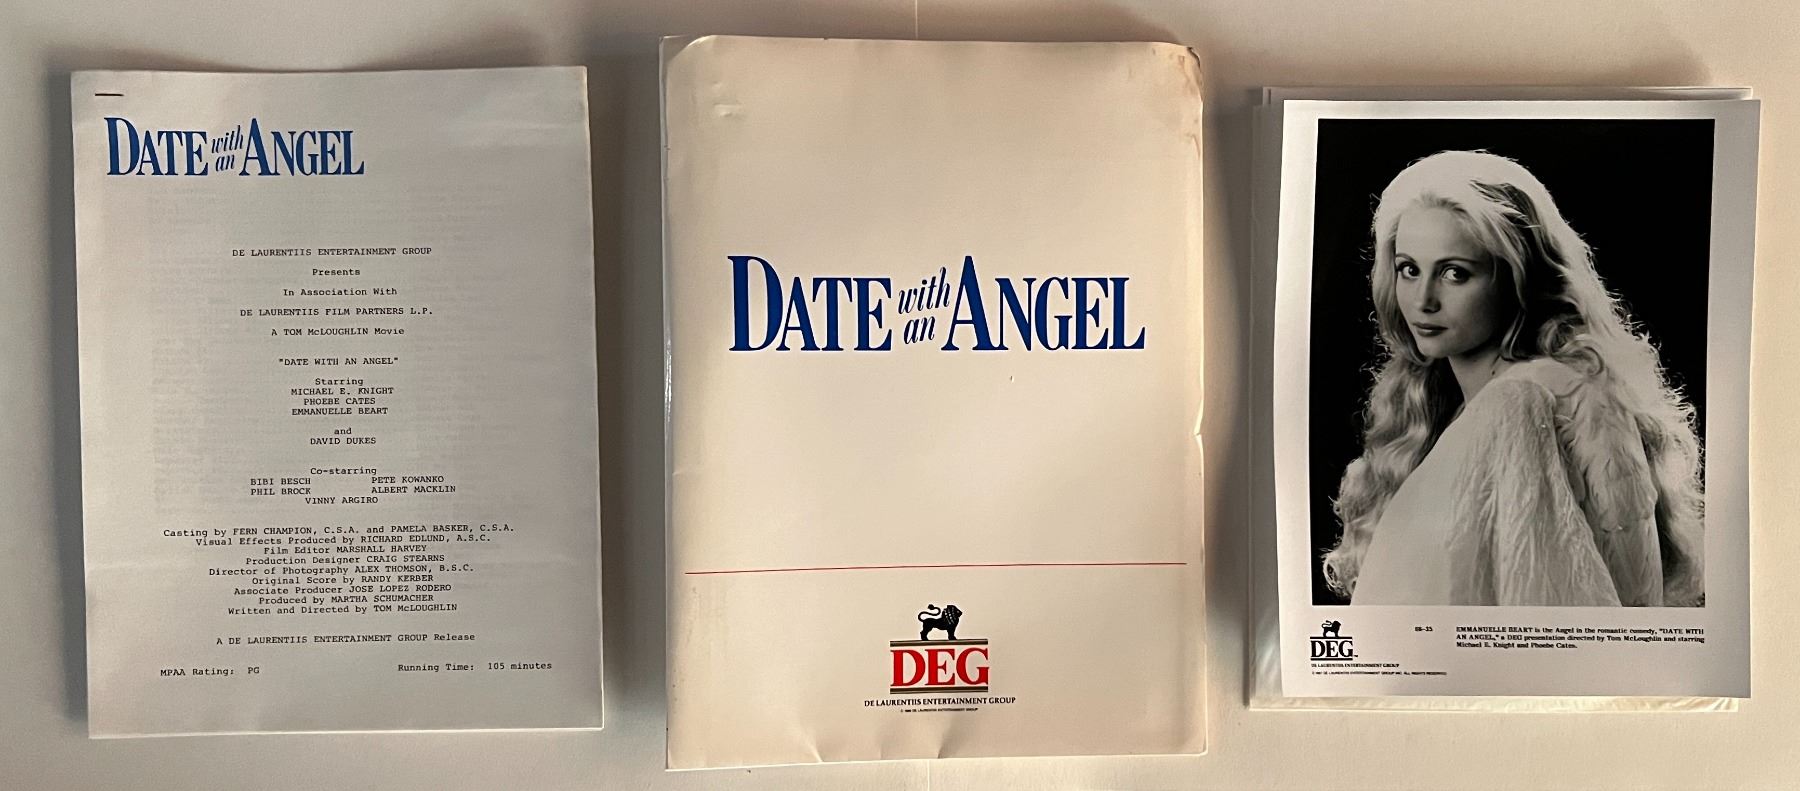 DATE with an ANGEL
DE LAURENTIIS ENTERTAINMENT GROUP
Presents
In Association With
DE LAURENTIIS FILM PARTNERS L.P.
A TOM McLOUGHLIN Movie
"DATE WITH AN ANGEL"
Starring
MICHAEL E. KNIGHT
PHOEBE CATES
EMMANUELLE BEART
and
DAVID DUKES
Co-starring
BIBI BESCH PETE KOWANKO
PHIL BROCK ALBERT MACKLIN
VINNY ARGIRO
Casting by FERN CHAMPION, C.S.A. and PAMELA BASKER, C.S.A.
Visual Effects Produced by RICHARD EDLUND, A.S.C.
Film Editor MARSHALL HARVEY
Production Designer CRAIG STEARNS
Director of Photography ALEX THOMSON, B.S.C.
Original Score by RANDY KERBER
Associate Producer JOSE LOPEZ RODERO
Produced by MARTHA SCHUMACHER
Written and Directed by TOM McLOUGHLIN
A DE LAURENTIIS ENTERTAINMENT GROUP Release
MPAA Rating: PG Running Time: 105 minutes
DATE with an ANGEL
DEG
DE LAURENTIIS ENTERTAINMENT GROUP
DEG
DE LAURENTIIS ENTERTAINMENT GROUP
EMMANUELLE BEART is the Angel in the romantic comedy, "DATE WITH
AN ANGEL," a DEG presentation directed by Tom McLoughlin and starring
Michael E. Knight and Phoebe Cates.